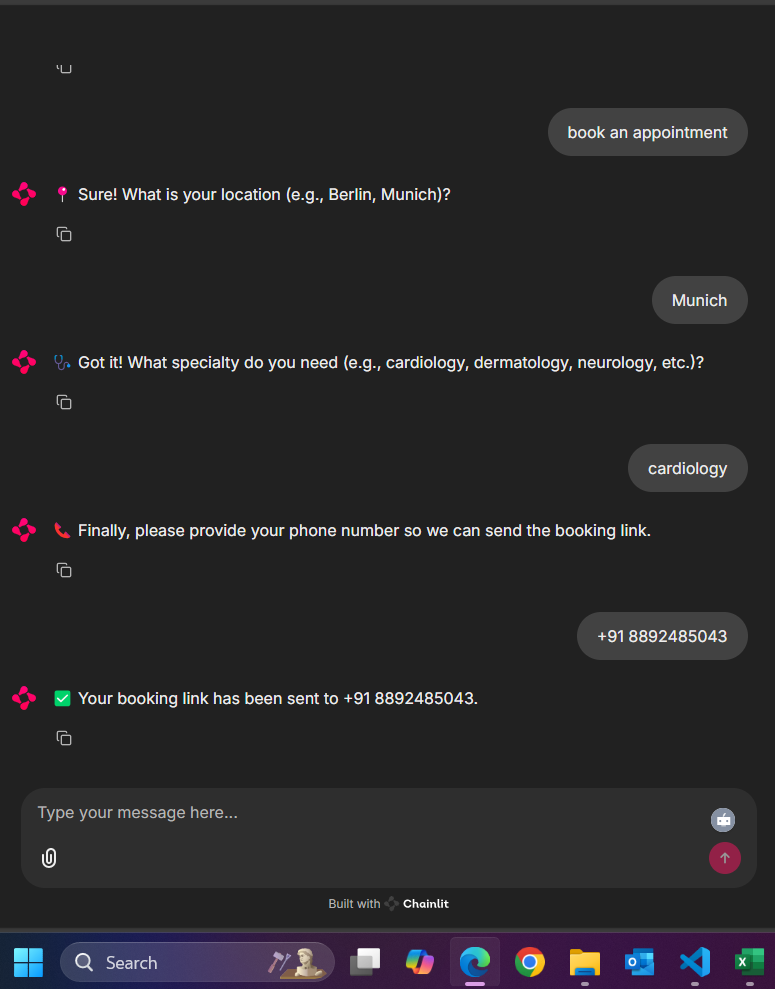 book an appointment
📍 Sure! What is your location (e.g., Berlin, Munich)?
Munich
🩺 Got it! What specialty do you need (e.g., cardiology, dermatology, neurology, etc.)?
cardiology
📞 Finally, please provide your phone number so we can send the booking link.
+91 8892485043
✅ Your booking link has been sent to +91 8892485043.
Type your message here...
Built with Chainlit
Search